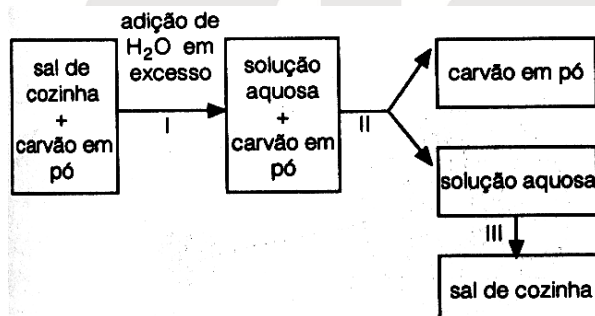 sal de
cozinha
+
carvão em
pó
adição de
H₂O em
excesso
I
solução
aquosa
+
carvão em
pó
II
carvão em pó
solução aquosa
III
sal de cozinha